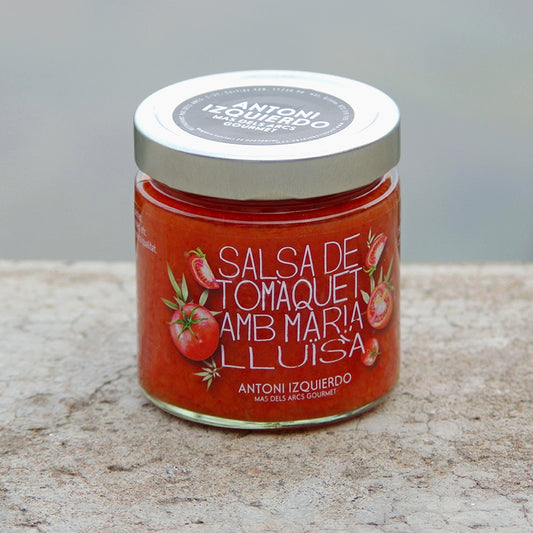 ANTONI
IZQUIERDO
MAS DELS ARCS
GOURMET
SALSA DE
TOMAQUET
AMB MARIA
LLUÏSA
ANTONI IZQUIERDO
MAS DELS ARCS GOURMET